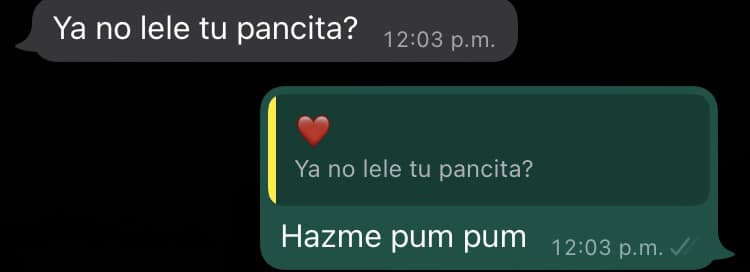 Ya no lele tu pancita?
12:03 p.m.
❤️
Ya no lele tu pancita?
Hazme pum pum
12:03 p.m.